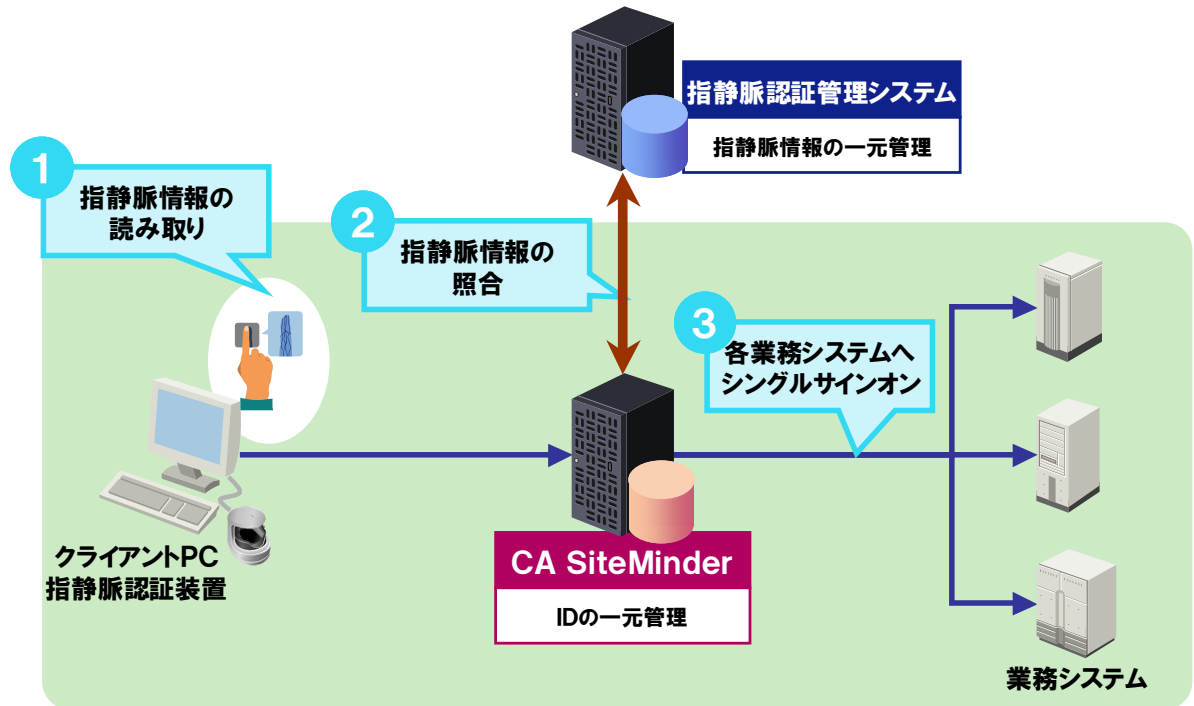 指静脈認証管理システム
指静脈情報の一元管理
1
指静脈情報の
読み取り
2
指静脈情報の
照合
3
各業務システムへ
シングルサインオン
クライアントPC
指静脈認証装置
CA SiteMinder
IDの一元管理
業務システム